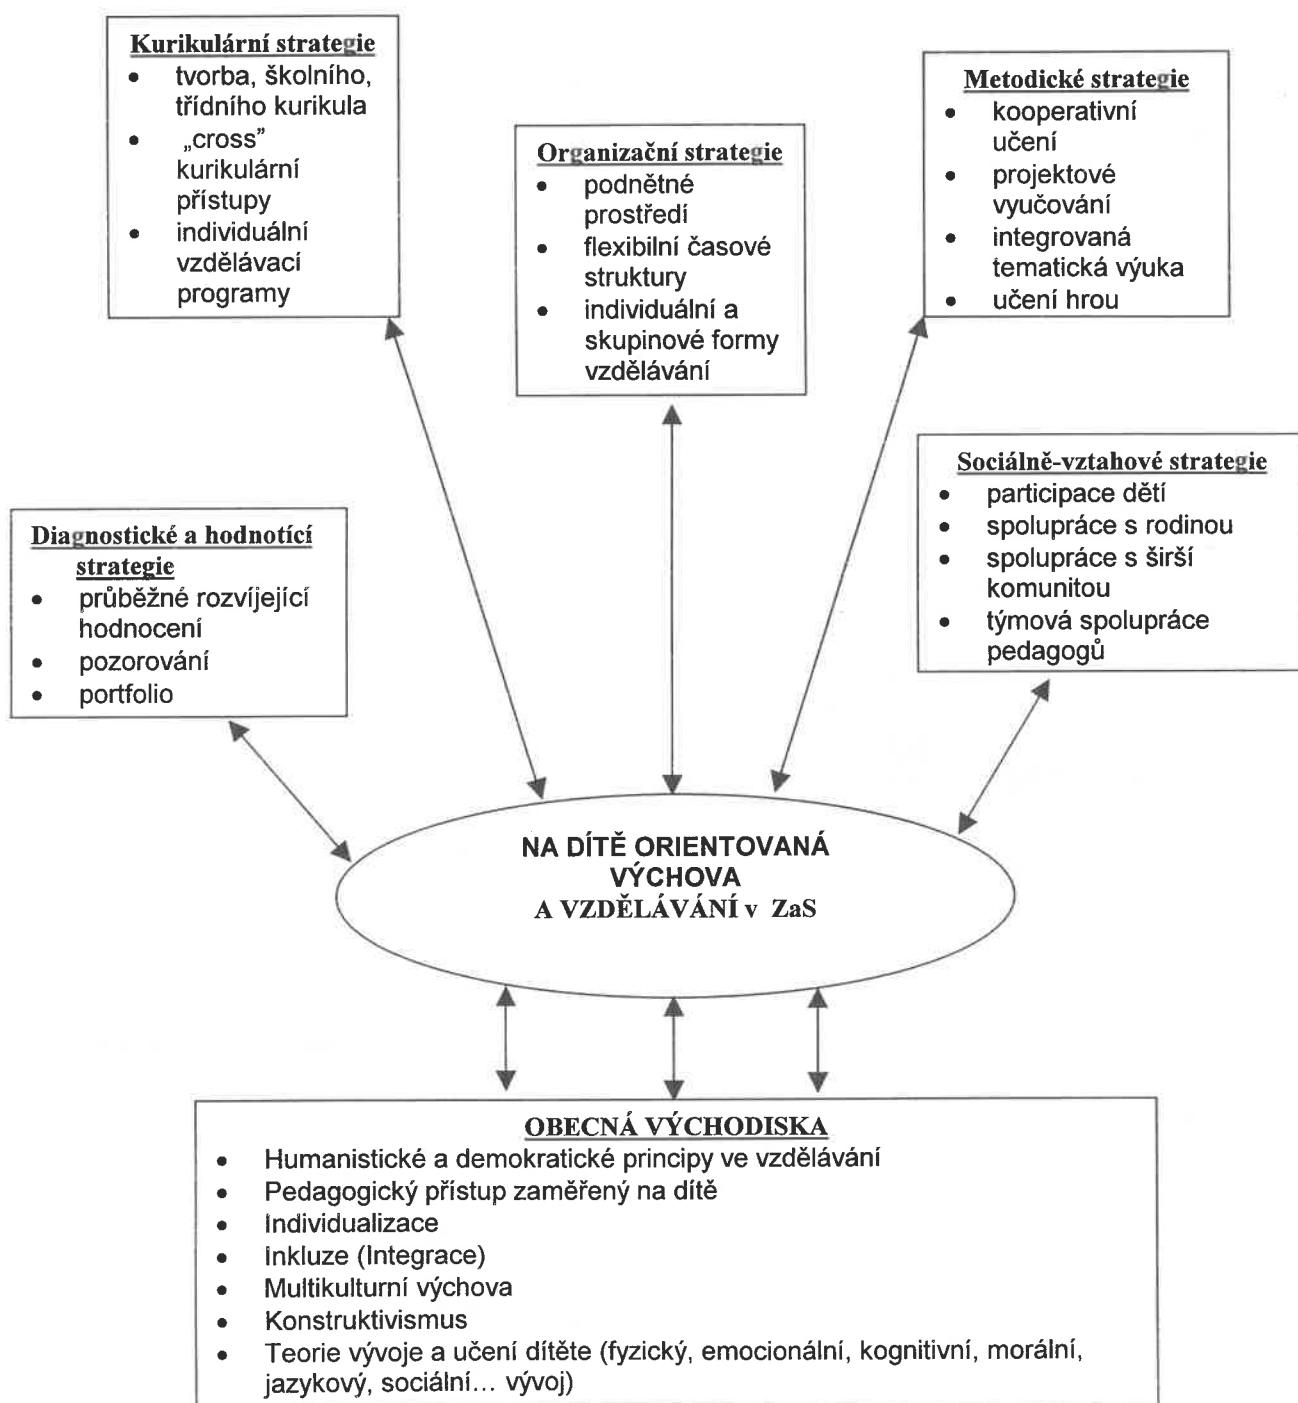 Kurikulární strategie
• tvorba, školního,
třídního kurikula
• „cross”
kurikulární
přístupy
• individuální
vzdělávací
programy
Organizační strategie
• podnětné
prostředí
• flexibilní časové
struktury
• individuální a
skupinové formy
vzdělávání
Metodické strategie
• kooperativní
učení
• projektové
vyučování
• integrovaná
tematická výuka
• učení hrou
Diagnostické a hodnotící
strategie
• průběžné rozvíjející
hodnocení
• pozorování
• portfolio
Sociálně-vztahové strategie
• participace dětí
• spolupráce s rodinou
• spolupráce s širší
komunitou
• týmová spolupráce
pedagogů
NA DÍTĚ ORIENTOVANÁ
VÝCHOVA
A VZDĚLÁVÁNÍ v ZaS
OBECNÁ VÝCHODISKA
• Humanistické a demokratické principy ve vzdělávání
• Pedagogický přístup zaměřený na dítě
• Individualizace
• Inkluze (Integrace)
• Multikulturní výchova
• Konstruktivismus
• Teorie vývoje a učení dítěte (fyzický, emocionální, kognitivní, morální,
jazykový, sociální... vývoj)